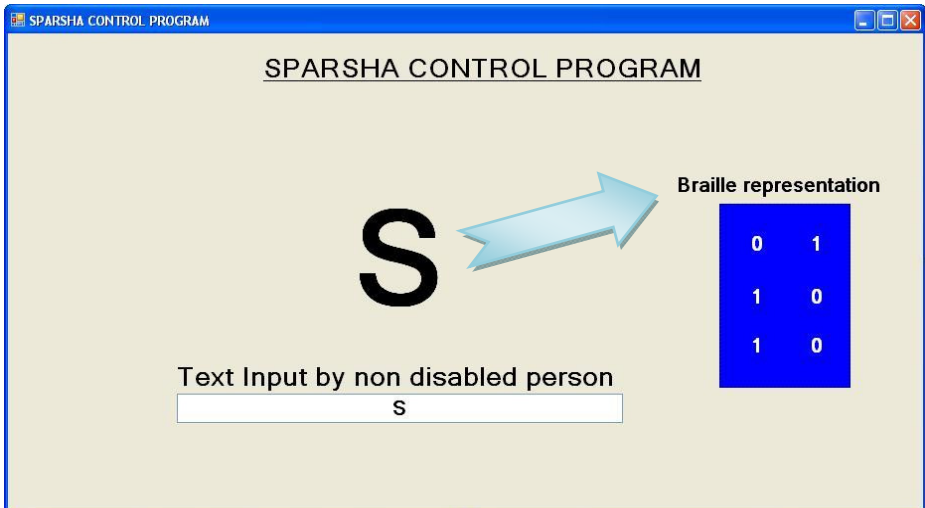 SPARSHA CONTROL PROGRAM
SPARSHA CONTROL PROGRAM
Braille representation
S
0 1
1 0
1 0
Text Input by non disabled person
S